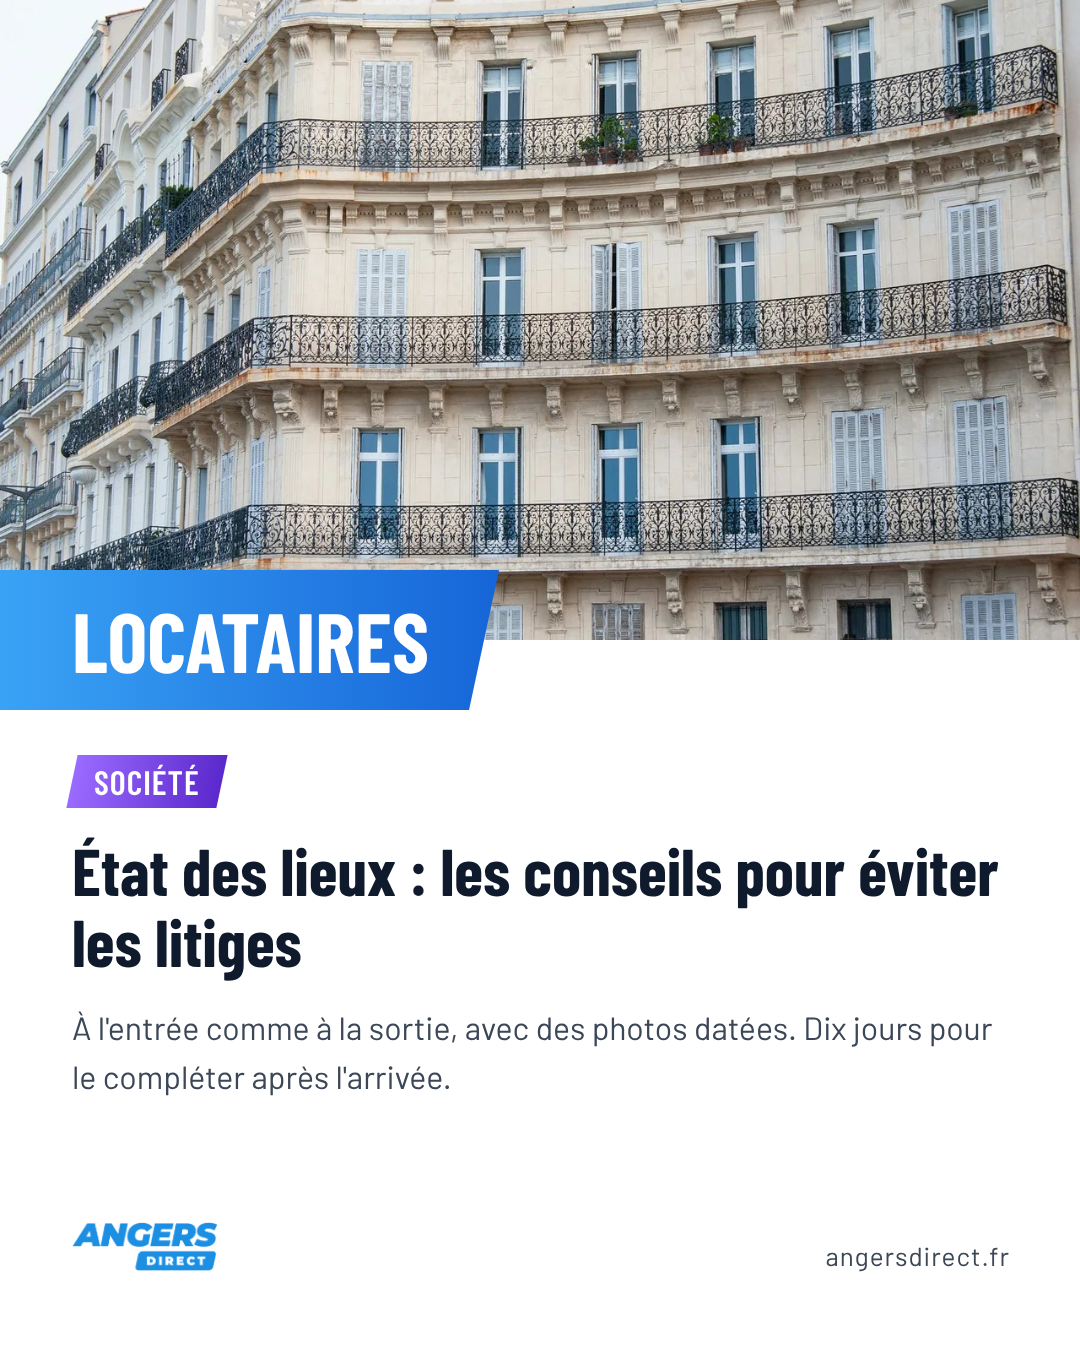 LOCATAIRES
SOCIÉTÉ
État des lieux : les conseils pour éviter
les litiges
À l'entrée comme à la sortie, avec des photos datées. Dix jours pour
le compléter après l'arrivée.
ANGERS
DIRECT
angersdirect.fr